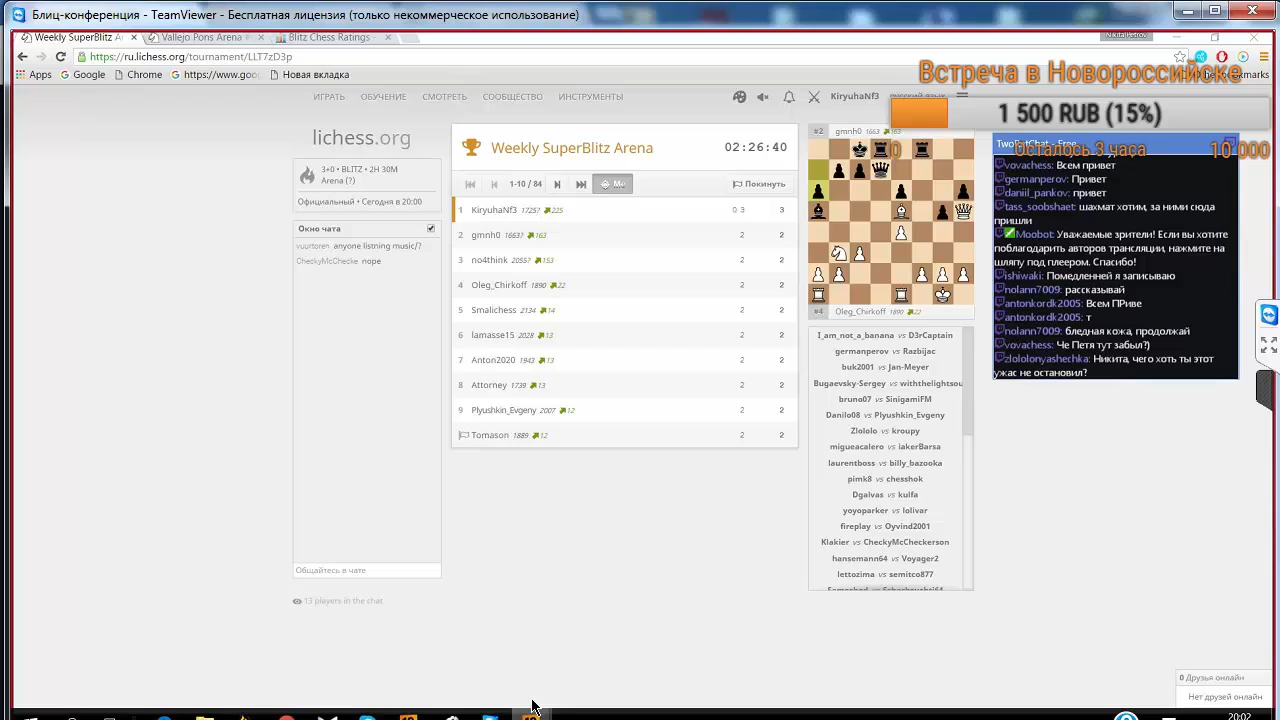 Блиц-конференция - TeamViewer - Бесплатная лицензия (только некоммерческое использование)
Weekly SuperBlitz Ar
Vallejo Pons Arena
Blitz Chess Ratings -
https://ru.lichess.org/tournament/LLT7zD3p
Apps
Google
Chrome
https://www.goo
Новая вкладка
Встреча в Новороссийске
1 500 RUB (15%)
Осталось 3 часа
10 000
0
ИГРАТЬ
ОБУЧЕНИЕ
СМОТРЕТЬ
СООБЩЕСТВО
ИНСТРУМЕНТЫ
KiryuhaNf3
русский язык
lichess.org
3+0 • BLITZ • 2H 30M
Arena (?)
Официальный • Сегодня в 20:00
Окно чата
vuurtoren anyone listning music/?
CheckyMcChecke nope
Общайтесь в чате
13 players in the chat
Weekly SuperBlitz Arena
02:26:40
1-10 / 84
Me
Покинуть
1 KiryuhaNf3 1725? 225 0 3 3
2 gmnh0 1663? 163 2 2
3 no4think 2055? 153 2 2
4 Oleg_Chirkoff 1890 22 2 2
5 Smalichess 2134 14 2 2
6 lamasse15 2028 13 2 2
7 Anton2020 1943 13 2 2
8 Attorney 1739 13 2 2
9 Plyushkin_Evgeny 2007 12 2 2
Tomason 1889 12 2 2
#2 gmnh0 1663 163
#4 Oleg_Chirkoff 1890 22
I_am_not_a_banana vs D3rCaptain
germanperov vs Razbijac
buk2001 vs Jan-Meyer
Bugaevsky-Sergey vs withthelightsou
bruno07 vs SinigamiFM
Danilo08 vs Plyushkin_Evgeny
Zlololo vs kroupy
migueacalero vs iakerBarsa
laurentboss vs billy_bazooka
pimk8 vs chesshok
Dgalvas vs kulfa
yoyoparker vs lolivar
fireplay vs Oyvind2001
Klakier vs CheckyMcCheckerson
hansemann64 vs Voyager2
lettozima vs semitco877
vovachess: Всем привет
germanperov: Привет
daniil_pankov: привет
tass_soobshaet: шахмат хотим, за ними сюда
пришли
Moobot: Уважаемые зрители! Если вы хотите
поблагодарить авторов трансляции, нажмите на
шляпу под плеером. Спасибо!
ishiwaki: Помедленней я записываю
nolann7009: рассказывай
antonkordk2005: Всем ПРиве
antonkordk2005: т
nolann7009: бледная кожа, продолжай
vovachess: Че Петя тут забыл?)
zlololonyashechka: Никита, чего хоть ты этот
ужас не остановил?
0 Друзья онлайн
Нет друзей онлайн
20:02